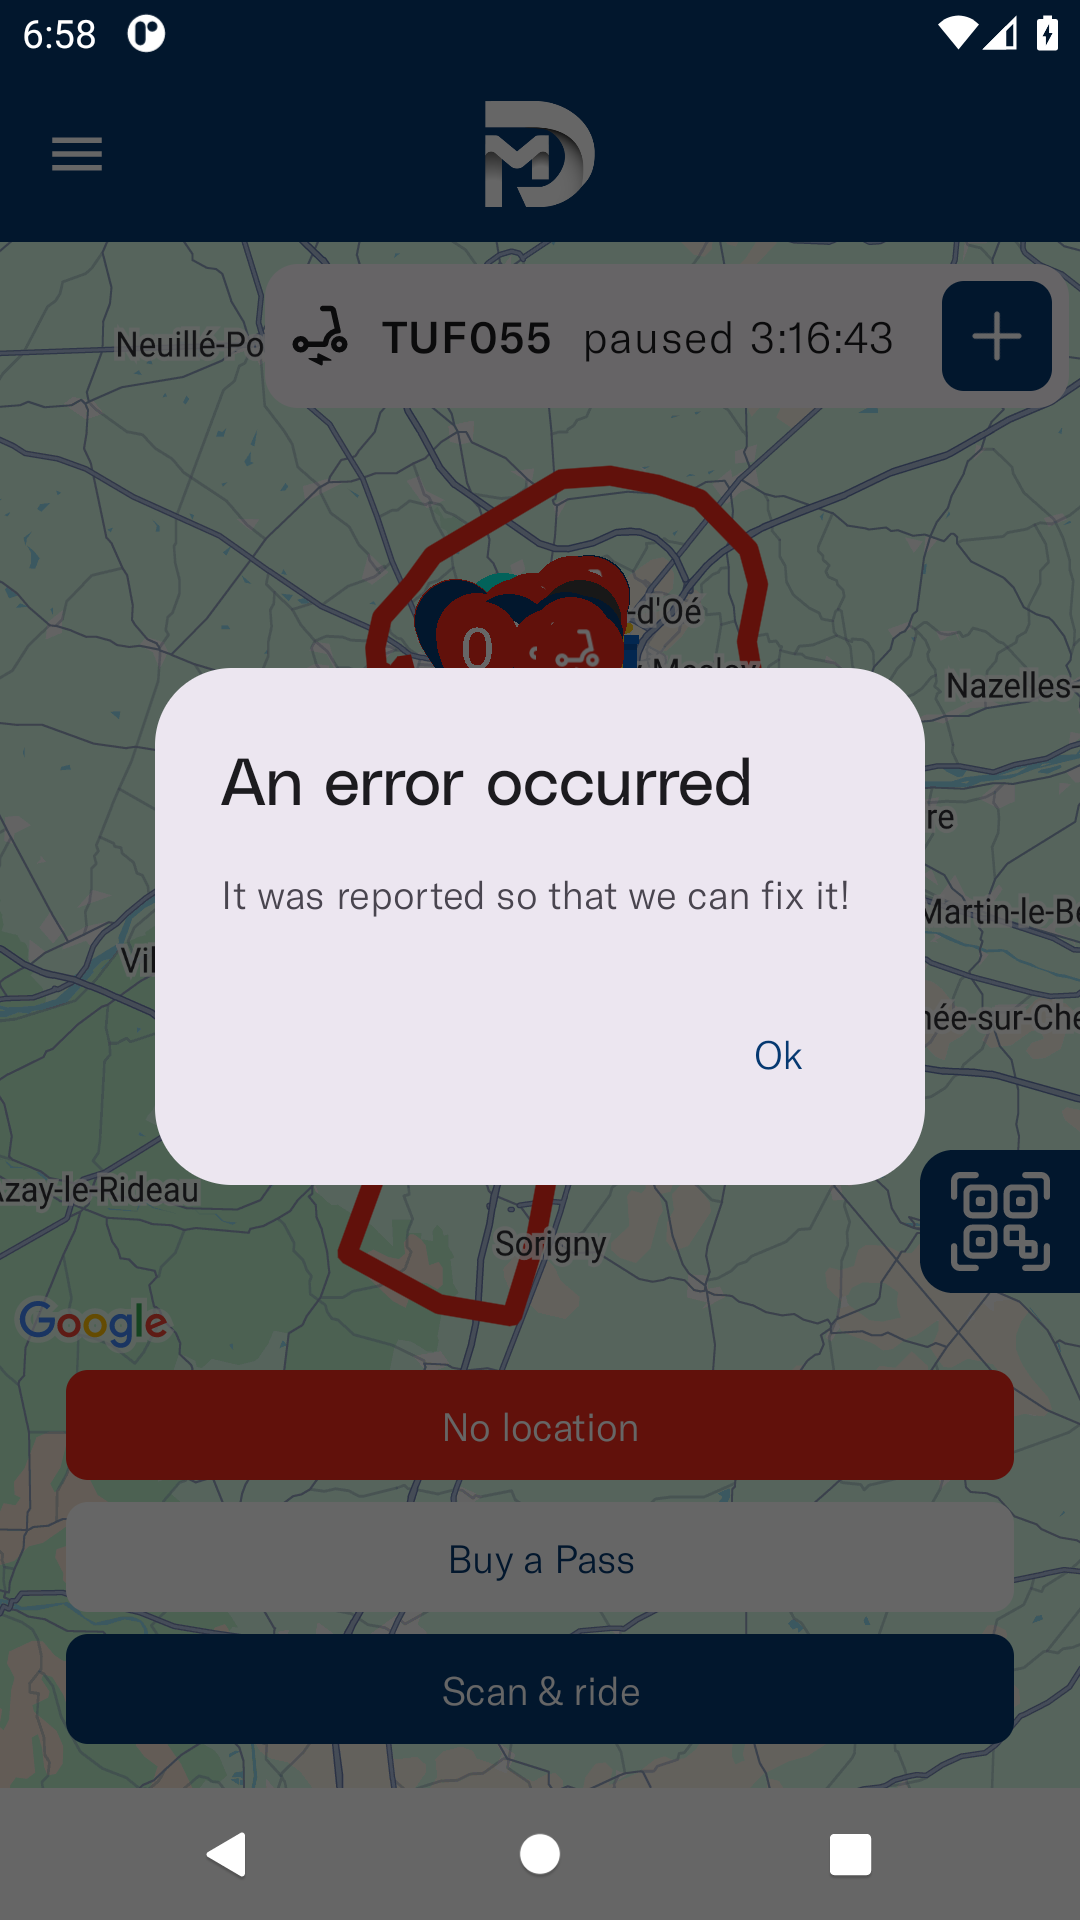 6:58
Neuillé-Po
TUF055 paused 3:16:43
-d'Oé
0
Nazelles-
An error occurred
re
It was reported so that we can fix it!
Martin-le-Bo
Vil
née-sur-Che
Ok
Azay-le-Rideau
Sorigny
Google
No location
Buy a Pass
Scan & ride